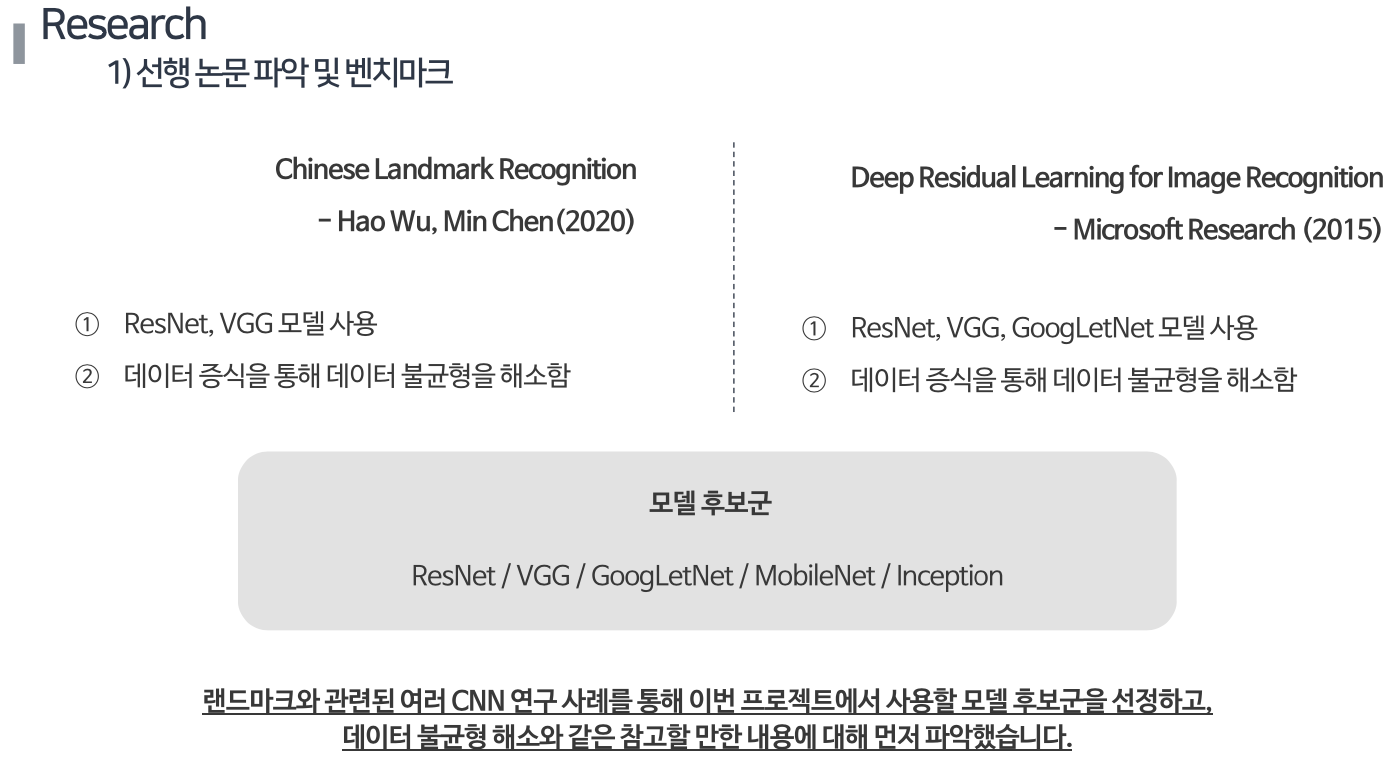 Research
1) 선행 논문 파악 및 벤치마크
Chinese Landmark Recognition
– Hao Wu, Min Chen(2020)
① ResNet, VGG 모델 사용
② 데이터 증식을 통해 데이터 불균형을 해소함
Deep Residual Learning for Image Recognition
– Microsoft Research (2015)
① ResNet, VGG, GoogLetNet 모델 사용
② 데이터 증식을 통해 데이터 불균형을 해소함
모델 후보군
ResNet / VGG / GoogLetNet / MobileNet / Inception
랜드마크와 관련된 여러 CNN 연구 사례를 통해 이번 프로젝트에서 사용할 모델 후보군을 선정하고,
데이터 불균형 해소와 같은 참고할 만한 내용에 대해 먼저 파악했습니다.